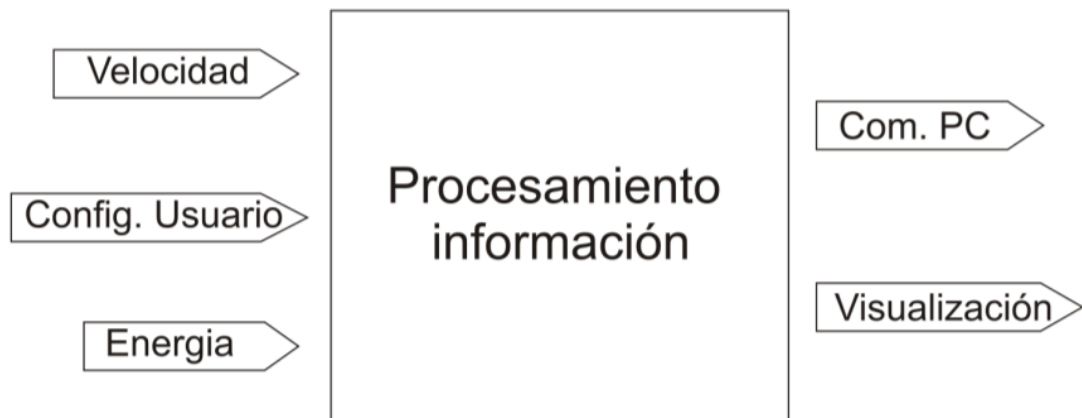 Velocidad
Config. Usuario
Energia
Procesamiento
información
Com. PC
Visualización